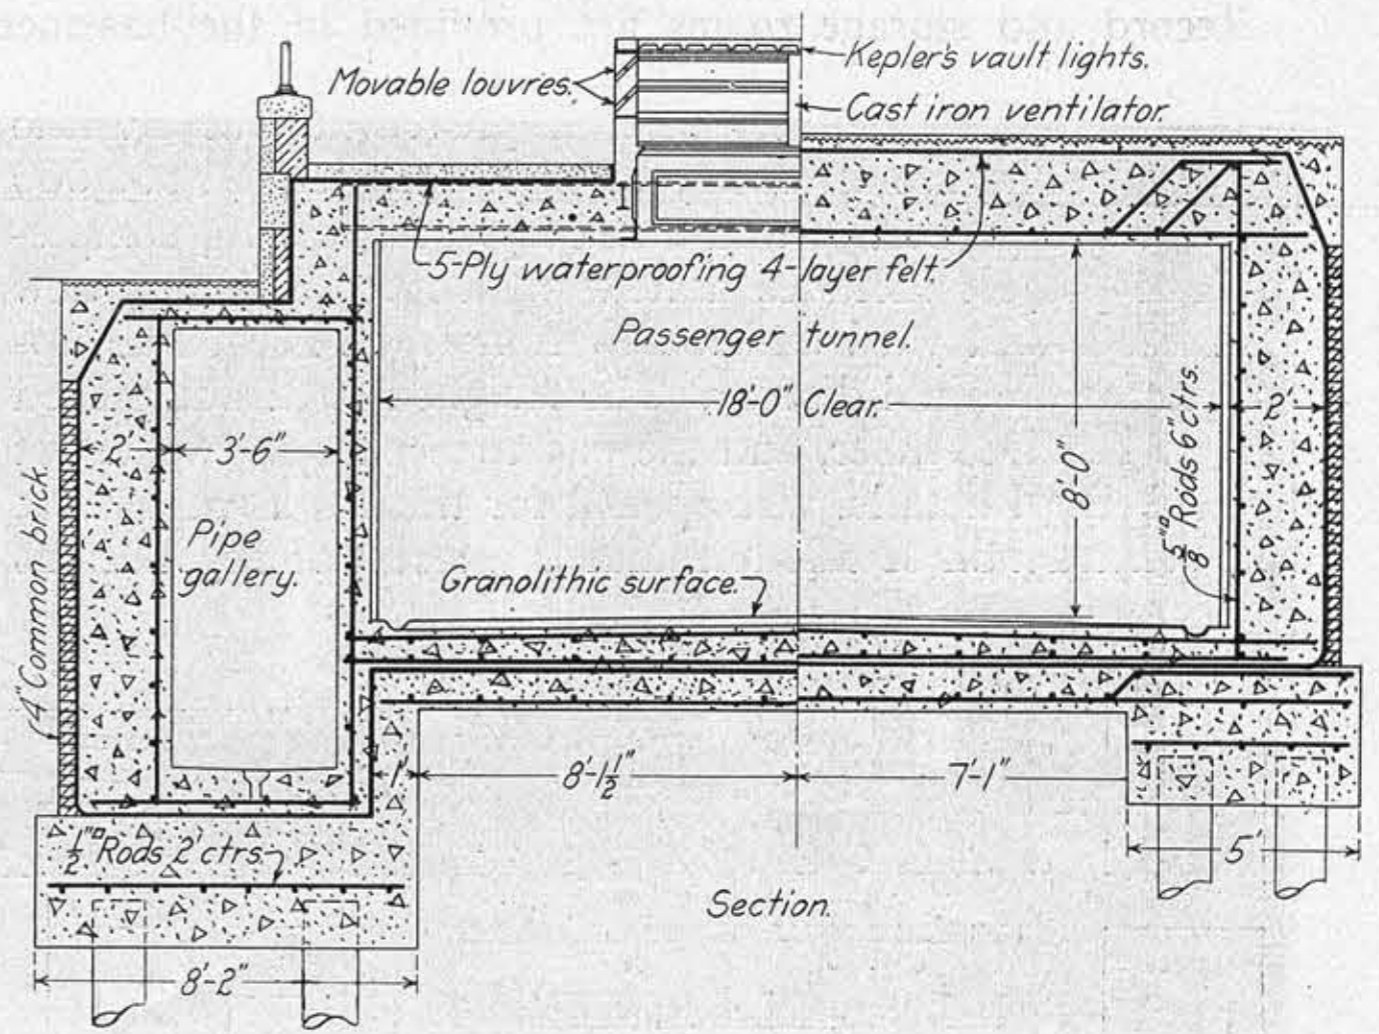 Movable louvres.
Kepler's vault lights.
Cast iron ventilator.
5-Ply waterproofing 4-layer felt.
Passenger tunnel.
18'-0" Clear.
2'
2'
3'-6"
8'-0"
5/8"□ Rods 6" ctrs.
4" Common brick.
Pipe
gallery.
Granolithic surface.
1'
8'-1½"
7'-1"
½"□ Rods 2' ctrs.
5'
Section.
8'-2"